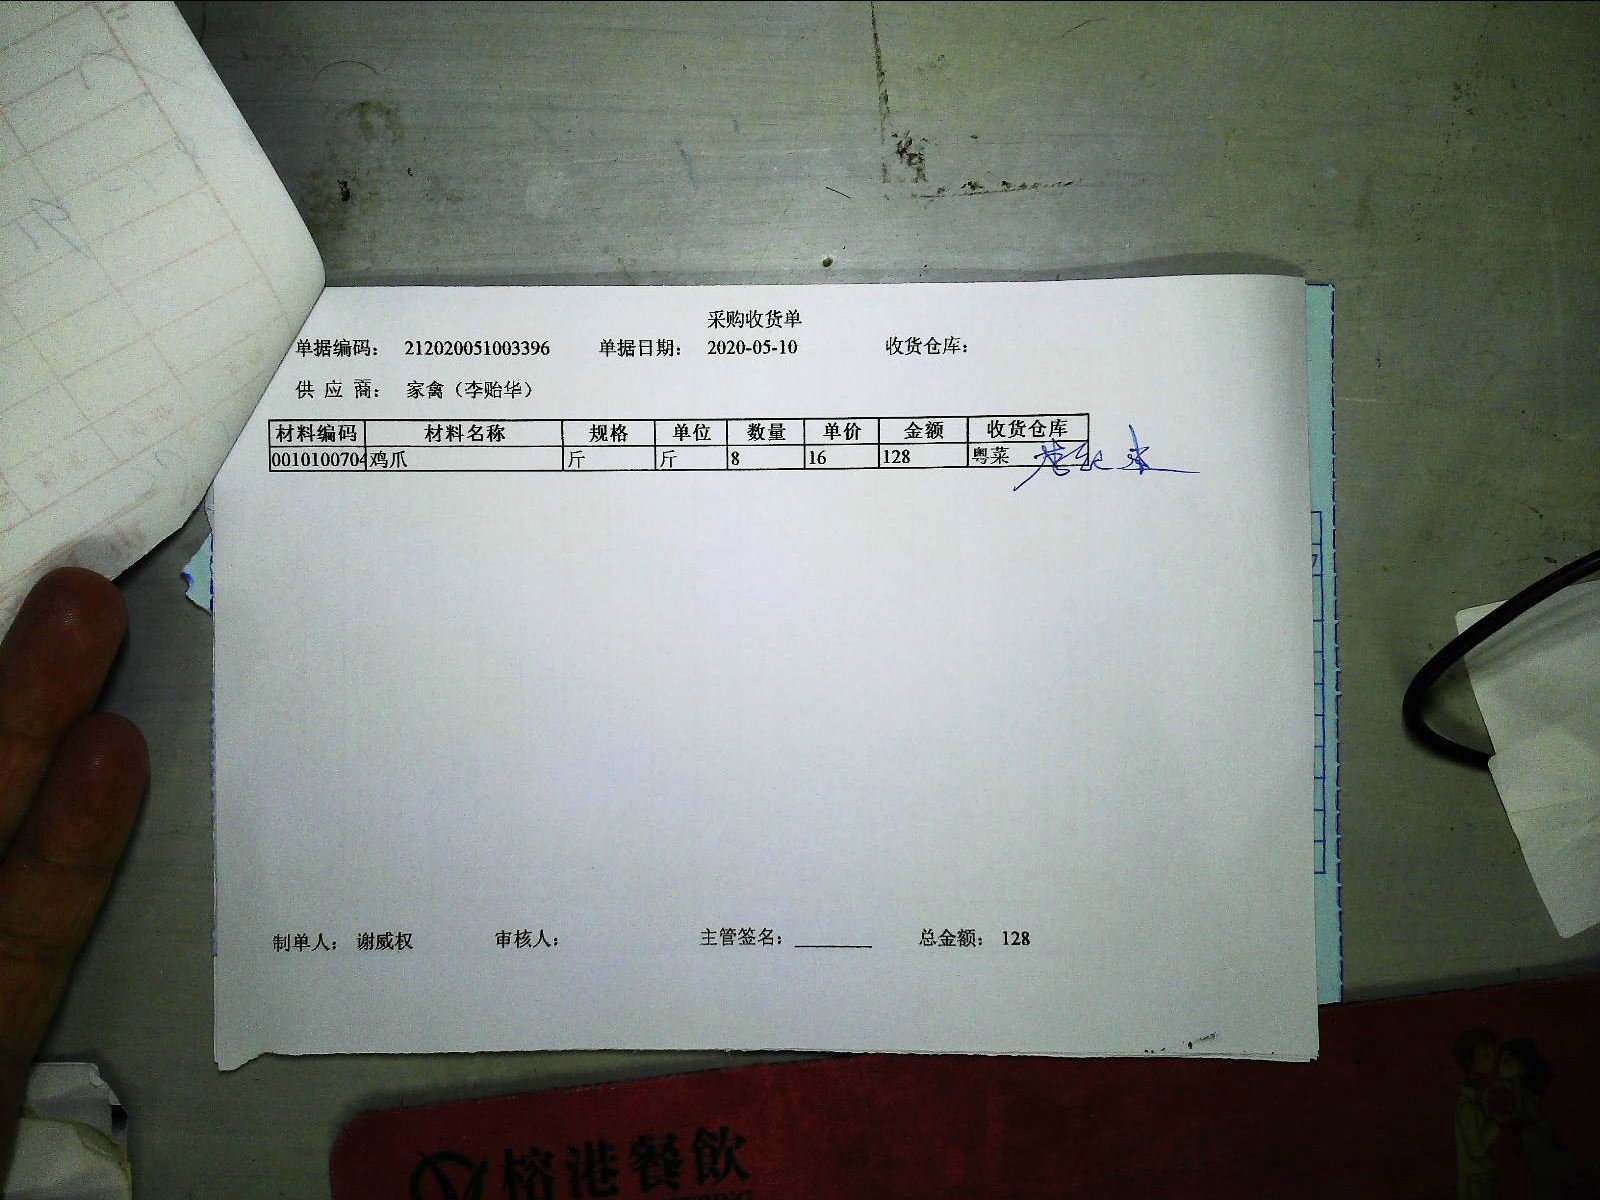 采购收货单
单据编码： 212020051003396 单据日期： 2020-05-10 收货仓库：
供 应 商： 家禽（李贻华）
材料编码 材料名称 规格 单位 数量 单价 金额 收货仓库
0010100704 鸡爪 斤 斤 8 16 128 粤菜
制单人： 谢威权 审核人： 主管签名： ________ 总金额： 128
榕港餐飲